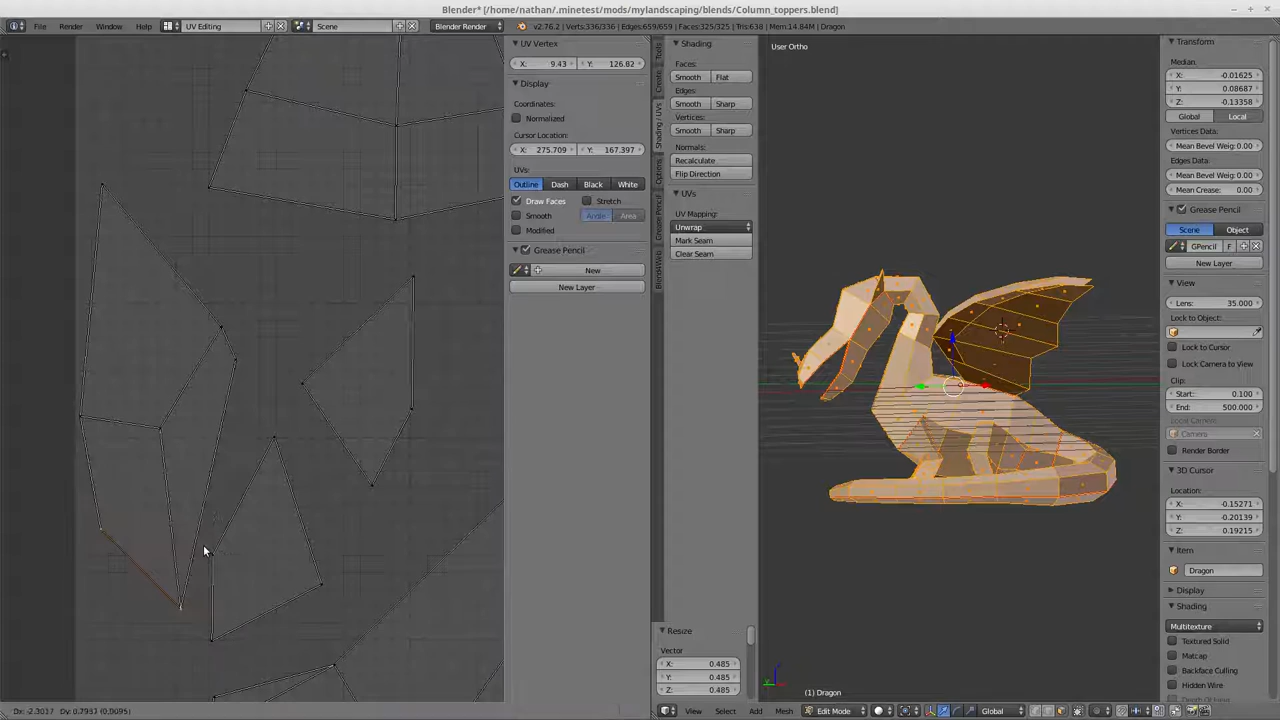 Blender* [/home/nathan/.minetest/mods/mylandscaping/blends/Column_toppers.blend]
File Render Window Help UV Editing Scene Blender Render v2.76.2 | Verts:336/336 | Edges:659/659 | Faces:325/325 | Tris:638 | Mem:14.84M | Dragon
UV Vertex
X: 9.43 Y: 126.82
Display
Coordinates:
Normalized
Cursor Location:
X: 275.709 Y: 167.397
UVs:
Outline Dash Black White
Draw Faces Stretch
Smooth Angle Area
Modified
Grease Pencil
New
New Layer
Tools
Create
Shading / UVs
Options
Grease Pencil
Blend4Web
Shading
Faces:
Smooth Flat
Edges:
Smooth Sharp
Vertices:
Smooth Sharp
Normals:
Recalculate
Flip Direction
UVs
UV Mapping:
Unwrap
Mark Seam
Clear Seam
Resize
Vector
X: 0.485
Y: 0.485
Z: 0.485
User Ortho
(1) Dragon
Transform
Median:
X: -0.01625
Y: 0.08687
Z: -0.13358
Global Local
Vertices Data:
Mean Bevel Weig: 0.00
Edges Data:
Mean Bevel Weig: 0.00
Mean Crease: 0.00
Grease Pencil
Scene Object
GPencil F
New Layer
View
Lens: 35.000
Lock to Object:
Lock to Cursor
Lock Camera to View
Clip:
Start: 0.100
End: 500.000
Local Camera:
Camera
Render Border
3D Cursor
Location:
X: -0.15271
Y: -0.20139
Z: 0.19215
Item
Dragon
Display
Shading
Multitexture
Textured Solid
Matcap
Backface Culling
Hidden Wire
View Select Add Mesh Edit Mode Global